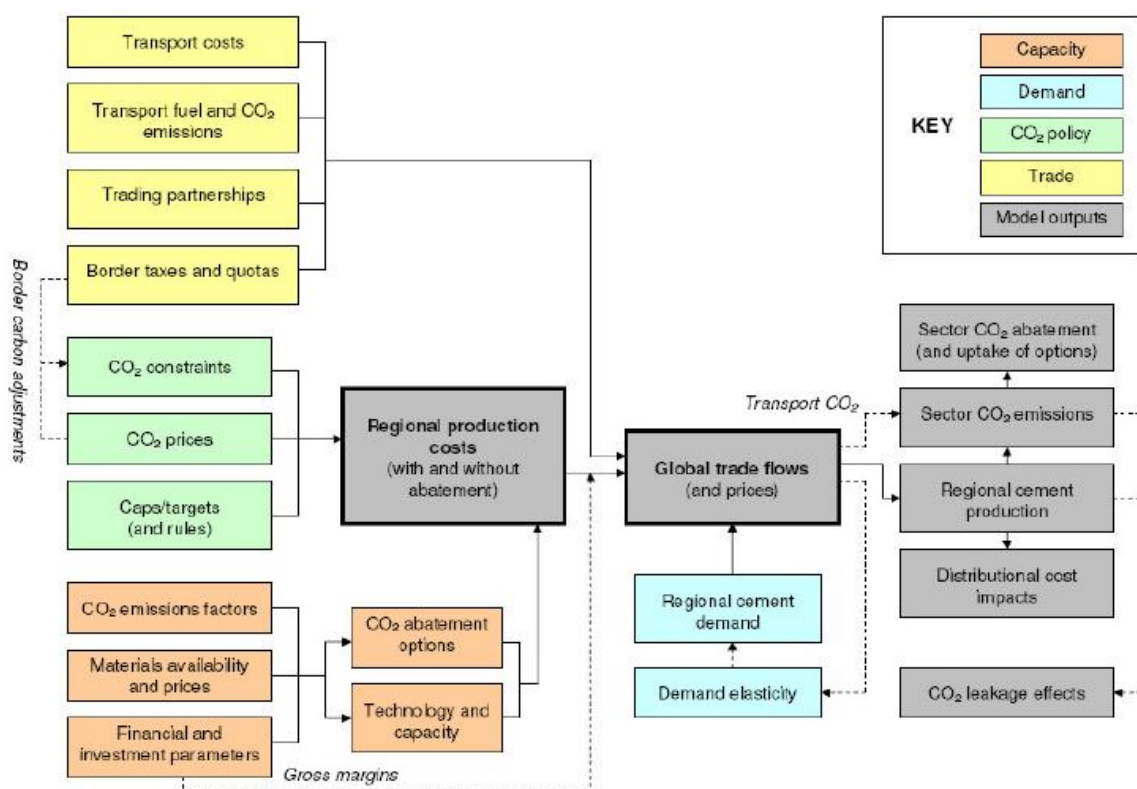 Transport costs
Transport fuel and CO₂
emissions
Trading partnerships
Border taxes and quotas
Border carbon adjustments
CO₂ constraints
CO₂ prices
Caps/targets
(and rules)
CO₂ emissions factors
Materials availability
and prices
Financial and
investment parameters
CO₂ abatement
options
Technology and
capacity
Gross margins
Regional production
costs
(with and without
abatement)
Global trade flows
(and prices)
Regional cement
demand
Demand elasticity
Transport CO₂
Sector CO₂ abatement
(and uptake of options)
Sector CO₂ emissions
Regional cement
production
Distributional cost
impacts
CO₂ leakage effects
KEY
Capacity
Demand
CO₂ policy
Trade
Model outputs